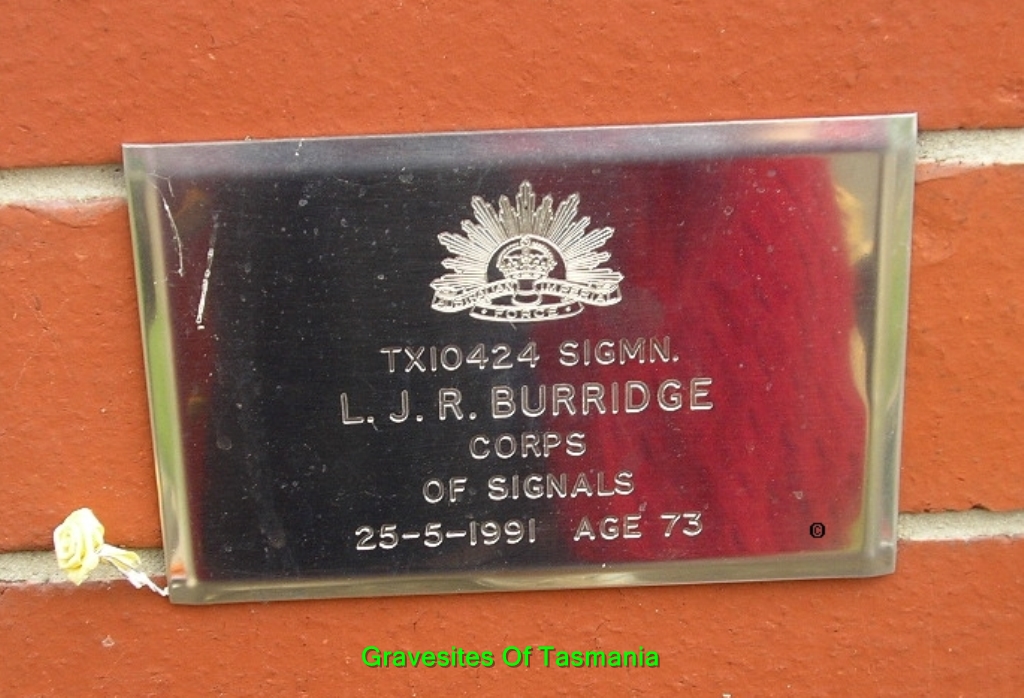 AUSTRALIAN IMPERIAL
FORCE
TX10424 SIGMN.
L. J. R. BURRIDGE
CORPS
OF SIGNALS
25-5-1991 AGE 73
©
Gravesites Of Tasmania